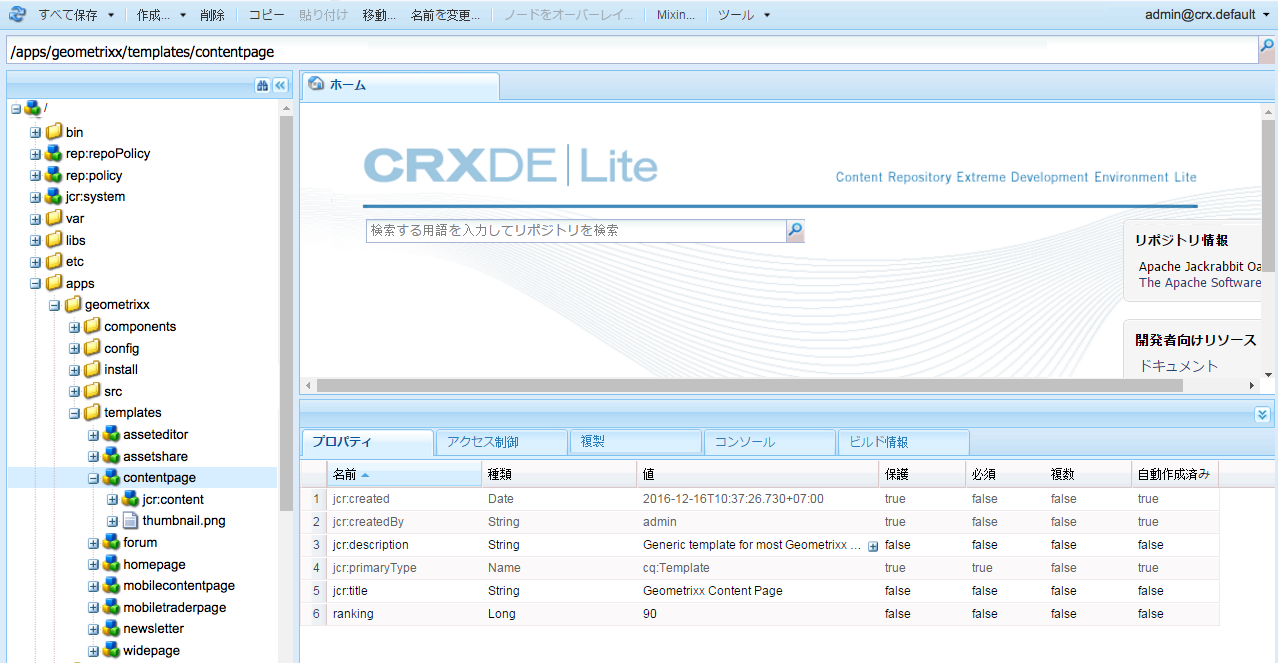 すべて保存 作成... 削除 コピー 貼り付け 移動... 名前を変更... ノードをオーバーレイ... Mixin... ツール admin@crx.default
/apps/geometrixx/templates/contentpage
ホーム
/
bin
rep:repoPolicy
rep:policy
jcr:system
var
libs
etc
apps
geometrixx
components
config
install
src
templates
asseteditor
assetshare
contentpage
jcr:content
thumbnail.png
forum
homepage
mobilecontentpage
mobiletraderpage
newsletter
widepage
CRXDE Lite
Content Repository Extreme Development Environment Lite
検索する用語を入力してリポジトリを検索
リポジトリ情報
Apache Jackrabbit Oa
The Apache Software
開発者向けリソース
ドキュメント
プロパティ アクセス制御 複製 コンソール ビルド情報
名前 種類 値 保護 必須 複数 自動作成済み
1 jcr:created Date 2016-12-16T10:37:26.730+07:00 true false false true
2 jcr:createdBy String admin true false false true
3 jcr:description String Generic template for most Geometrixx ... false false false false
4 jcr:primaryType Name cq:Template true true false true
5 jcr:title String Geometrixx Content Page false false false false
6 ranking Long 90 false false false false